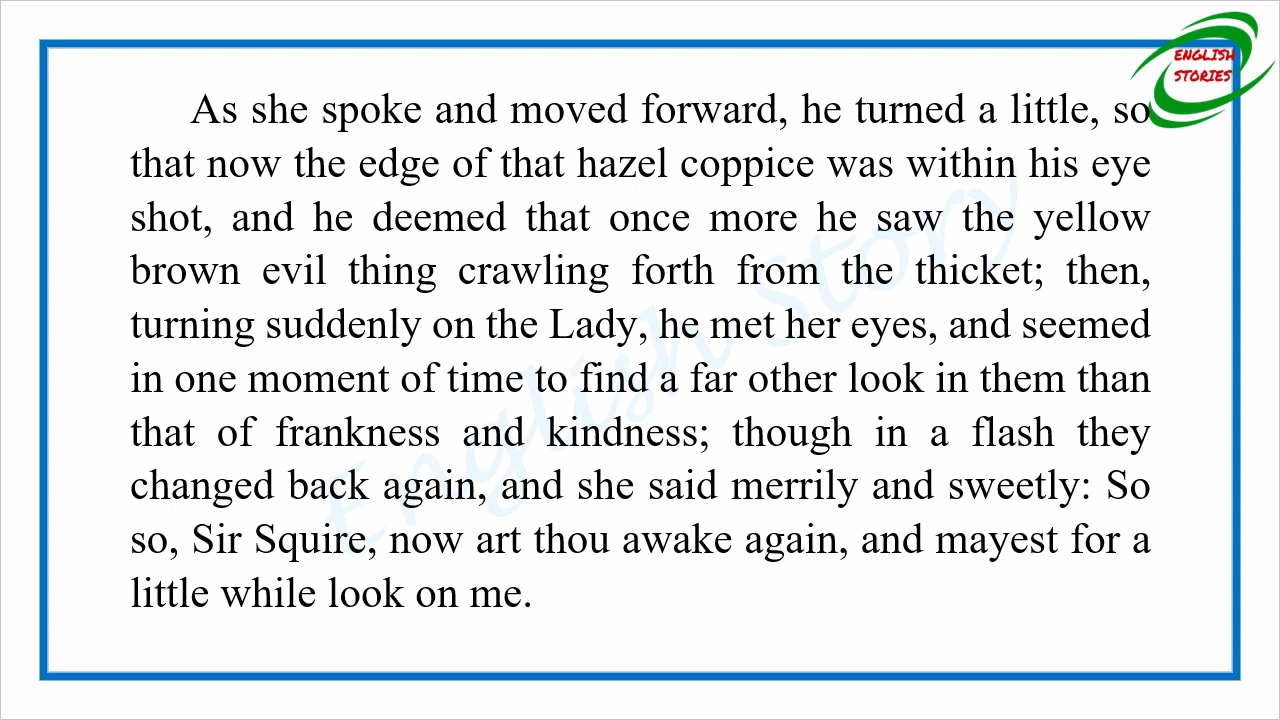 ENGLISH
STORIES
As she spoke and moved forward, he turned a little, so
that now the edge of that hazel coppice was within his eye
shot, and he deemed that once more he saw the yellow
brown evil thing crawling forth from the thicket; then,
turning suddenly on the Lady, he met her eyes, and seemed
in one moment of time to find a far other look in them than
that of frankness and kindness; though in a flash they
changed back again, and she said merrily and sweetly: So
so, Sir Squire, now art thou awake again, and mayest for a
little while look on me.
English Story